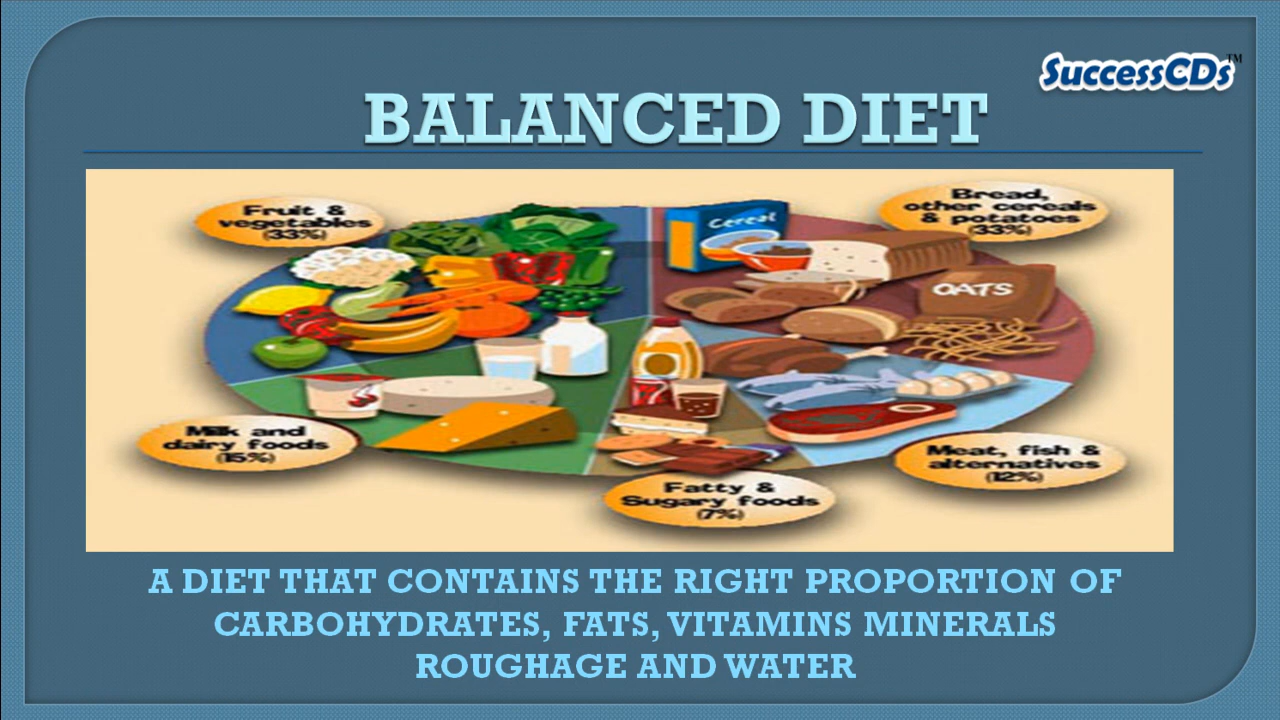 SuccessCDs™
BALANCED DIET
Fruit &
vegetables
(33%)
Bread,
other cereals
& potatoes
(33%)
Cereal
OATS
Milk and
dairy foods
(15%)
Meat, fish &
alternatives
(12%)
Fatty &
Sugary foods
(7%)
A DIET THAT CONTAINS THE RIGHT PROPORTION OF
CARBOHYDRATES, FATS, VITAMINS MINERALS
ROUGHAGE AND WATER